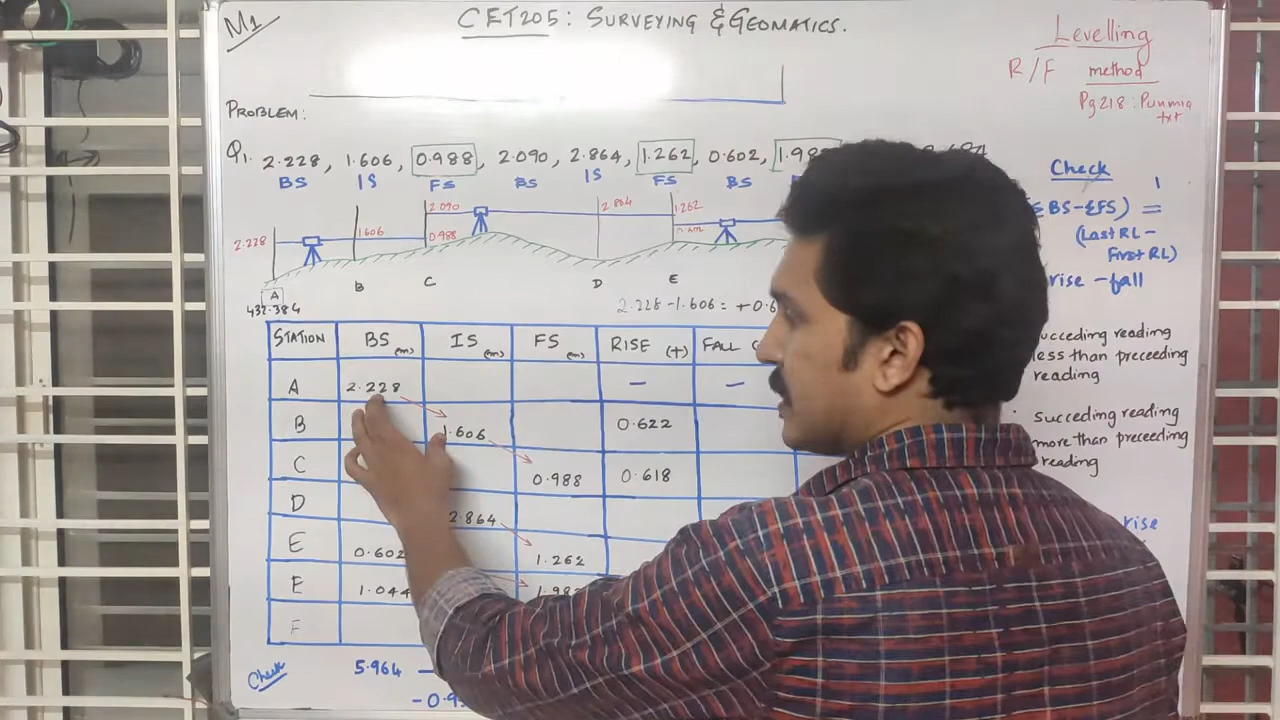 M1
CET205: SURVEYING & GEOMATICS.
Levelling
R/F method
Pg218: Punmia
txt
PROBLEM:
Q1. 2.228, 1.606, 0.988, 2.090, 2.864, 1.262, 0.602,
BS IS FS BS IS FS BS
Check
ΣBS-ΣFS) =
(Last RL -
First RL)
rise - fall
2.228 1.606 2.090 0.988 2.864 1.262
A B C D E
432.384
2.228 - 1.606 = +0.6
STATION BS (m) IS (m) FS (m) RISE (+) FALL
A 2.228 - -
B 1.606 0.622
C 0.988 0.618
D 2.864
E 0.602 1.262
E 1.044
F
succeding reading
less than preceeding
reading
succeding reading
more than preceeding
reading
rise
Check 5.964 -